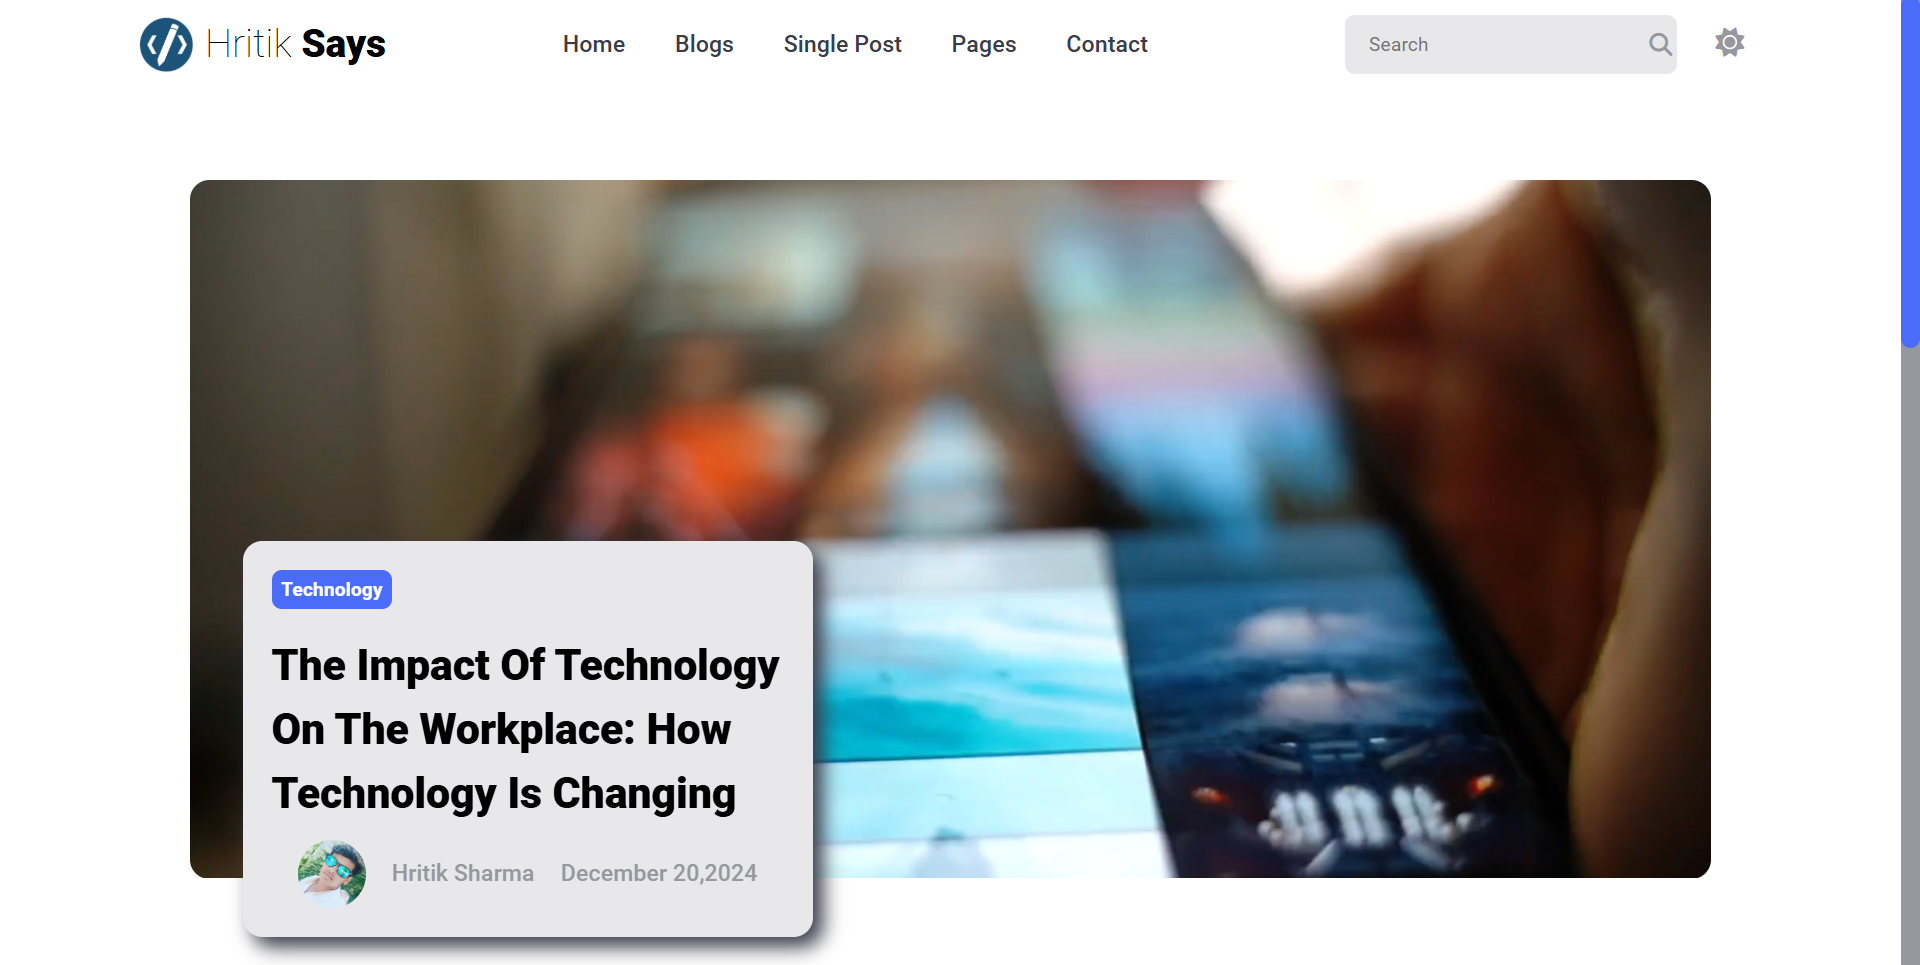 Hritik Says
Home Blogs Single Post Pages Contact
Search
Technology
The Impact Of Technology
On The Workplace: How
Technology Is Changing
Hritik Sharma December 20,2024